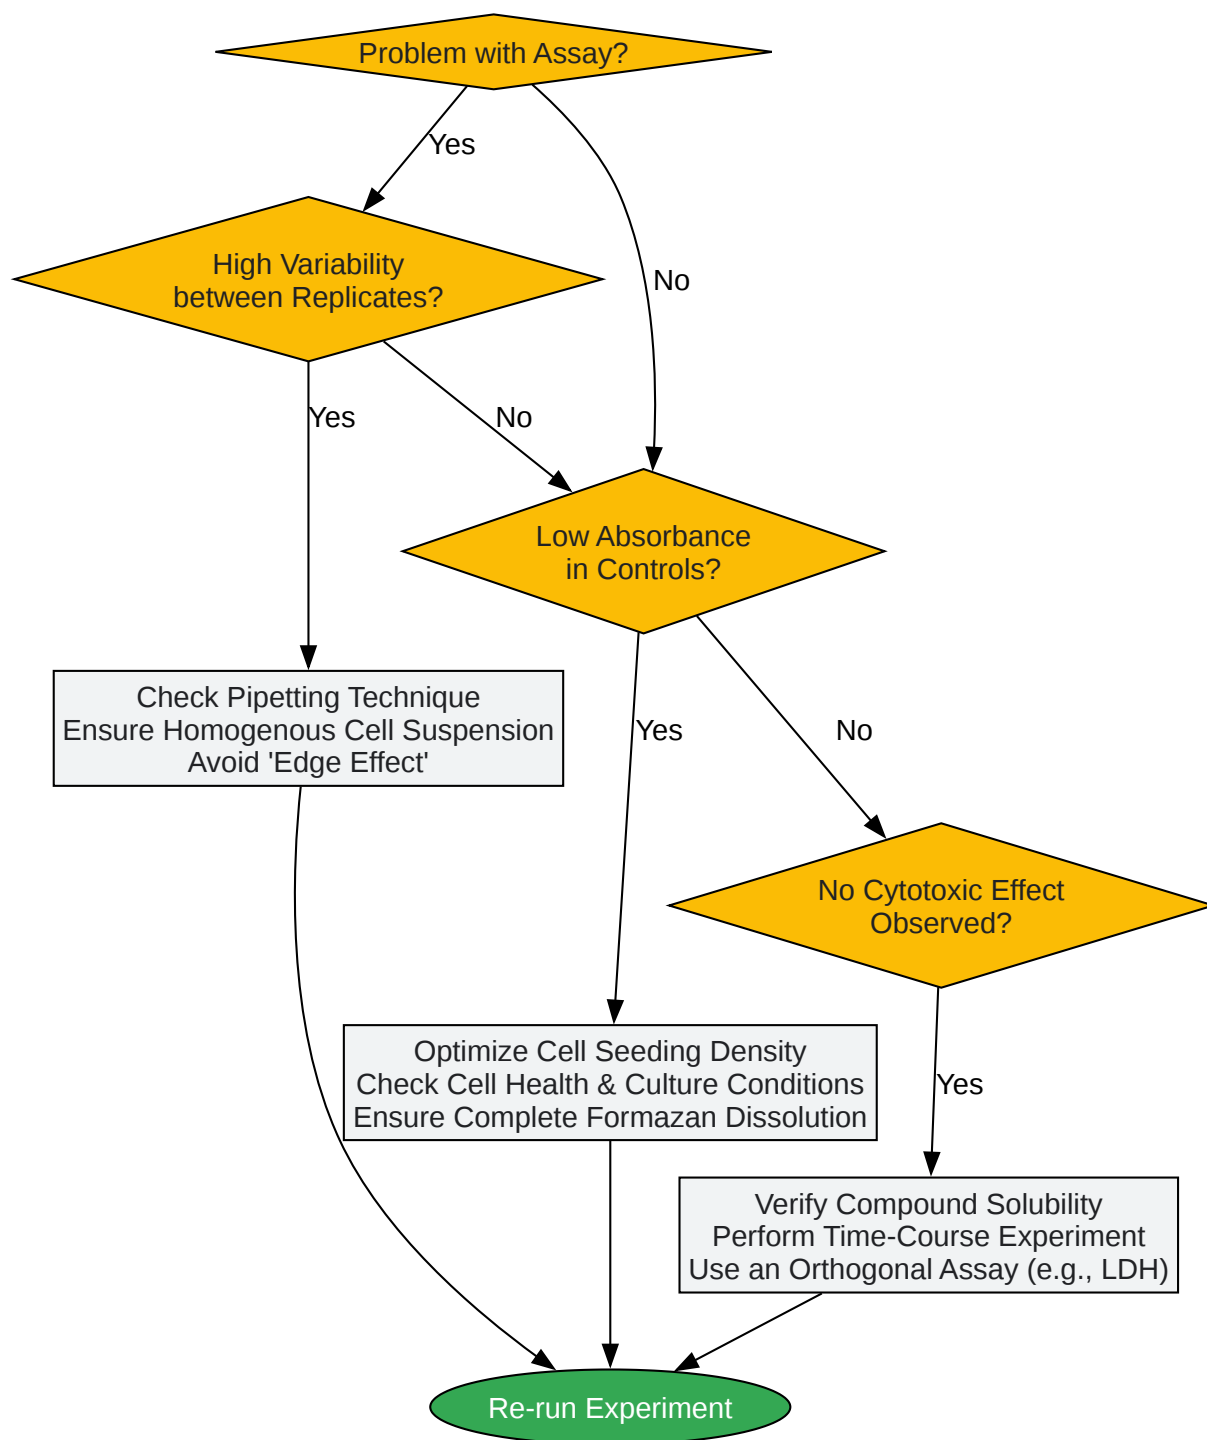 Problem with Assay?
Yes
High Variability
between Replicates?
No
Yes
No
Low Absorbance
in Controls?
Check Pipetting Technique
Ensure Homogenous Cell Suspension
Avoid 'Edge Effect'
Yes
No
No Cytotoxic Effect
Observed?
Optimize Cell Seeding Density
Check Cell Health & Culture Conditions
Ensure Complete Formazan Dissolution
Yes
Verify Compound Solubility
Perform Time-Course Experiment
Use an Orthogonal Assay (e.g., LDH)
Re-run Experiment